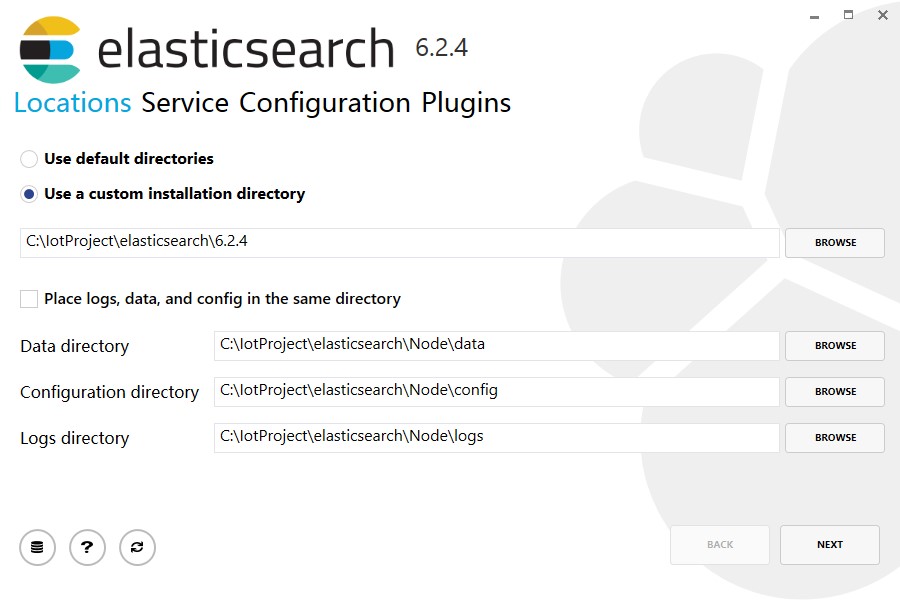 elasticsearch 6.2.4
Locations Service Configuration Plugins
Use default directories
Use a custom installation directory
C:\IotProject\elasticsearch\6.2.4 BROWSE
Place logs, data, and config in the same directory
Data directory C:\IotProject\elasticsearch\Node\data BROWSE
Configuration directory C:\IotProject\elasticsearch\Node\config BROWSE
Logs directory C:\IotProject\elasticsearch\Node\logs BROWSE
? BACK NEXT